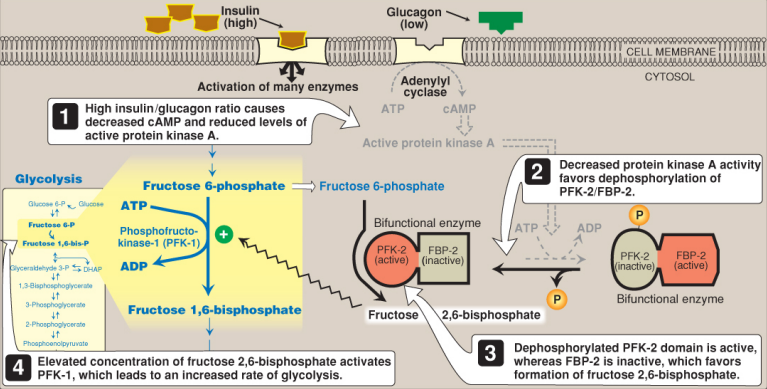 Insulin
(high)
Glucagon
(low)
CELL MEMBRANE
CYTOSOL
Activation of many enzymes
Adenylyl
cyclase
ATP
cAMP
Active protein kinase A
1
High insulin/glucagon ratio causes
decreased cAMP and reduced levels of
active protein kinase A.
2
Decreased protein kinase A activity
favors dephosphorylation of
PFK-2/FBP-2.
Glycolysis
Glucose 6-P
Glucose
Fructose 6-P
Fructose 1,6-bis-P
Glyceraldehyde 3-P
DHAP
1,3-Bisphosphoglycerate
3-Phosphoglycerate
2-Phosphoglycerate
Phosphoenolpyruvate
Fructose 6-phosphate
Fructose 6-phosphate
ATP
Phosphofructo-
kinase-1 (PFK-1)
ADP
+
Fructose 1,6-bisphosphate
Bifunctional enzyme
PFK-2
(active)
FBP-2
(inactive)
Fructose 2,6-bisphosphate
ATP
ADP
P
P
PFK-2
(inactive)
FBP-2
(active)
Bifunctional enzyme
3
Dephosphorylated PFK-2 domain is active,
whereas FBP-2 is inactive, which favors
formation of fructose 2,6-bisphosphate.
4
Elevated concentration of fructose 2,6-bisphosphate activates
PFK-1, which leads to an increased rate of glycolysis.